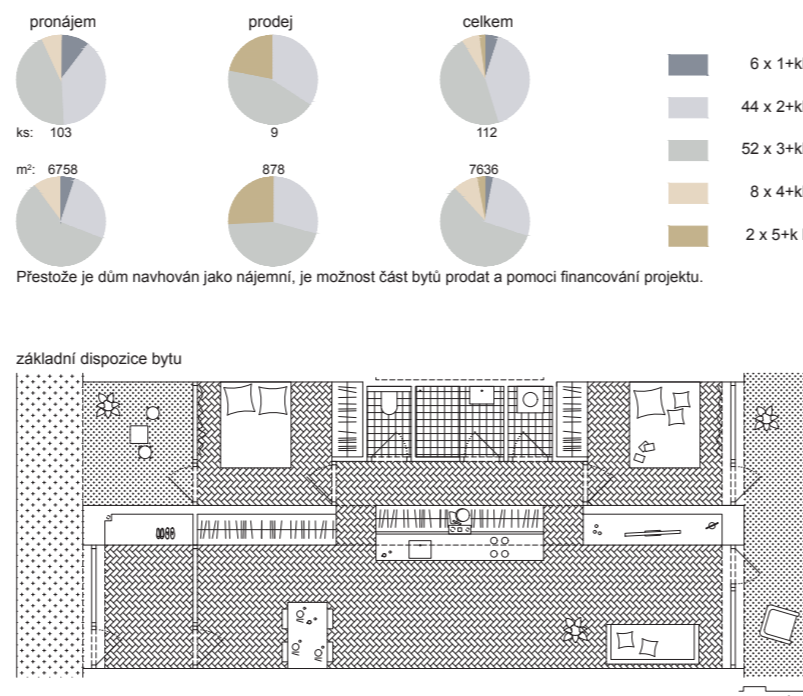 pronájem prodej celkem
ks: 103 9 112
m²: 6758 878 7636
6 x 1+k
44 x 2+k
52 x 3+k
8 x 4+k
2 x 5+k
Přestože je dům navhován jako nájemní, je možnost část bytů prodat a pomoci financování projektu.
základní dispozice bytu